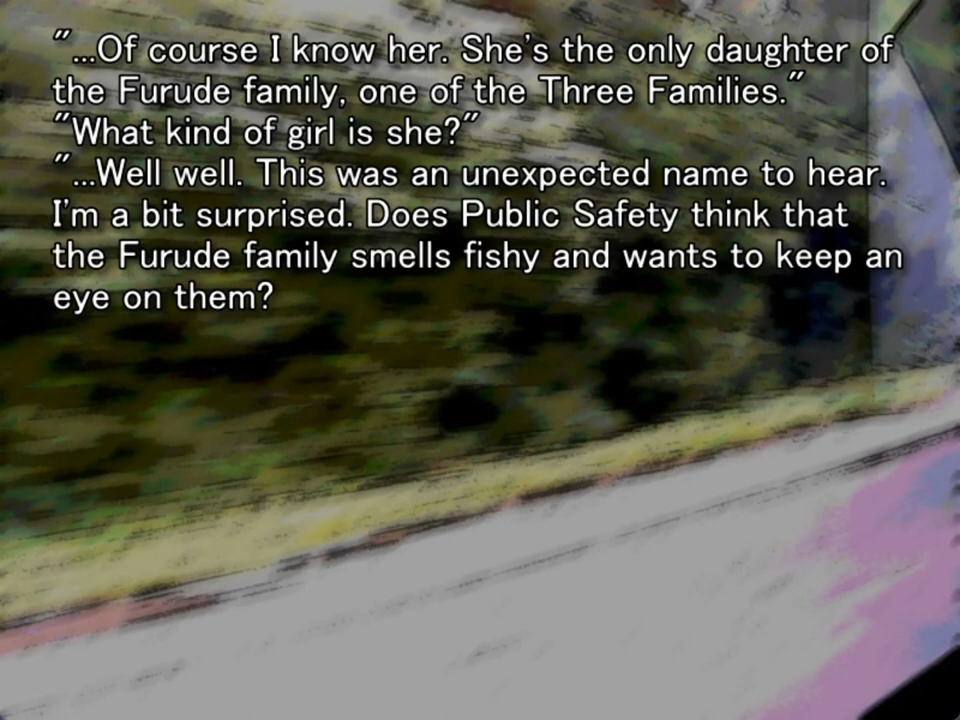 "...Of course I know her. She's the only daughter of
the Furude family, one of the Three Families."
"What kind of girl is she?"
"...Well well. This was an unexpected name to hear.
I'm a bit surprised. Does Public Safety think that
the Furude family smells fishy and wants to keep an
eye on them?